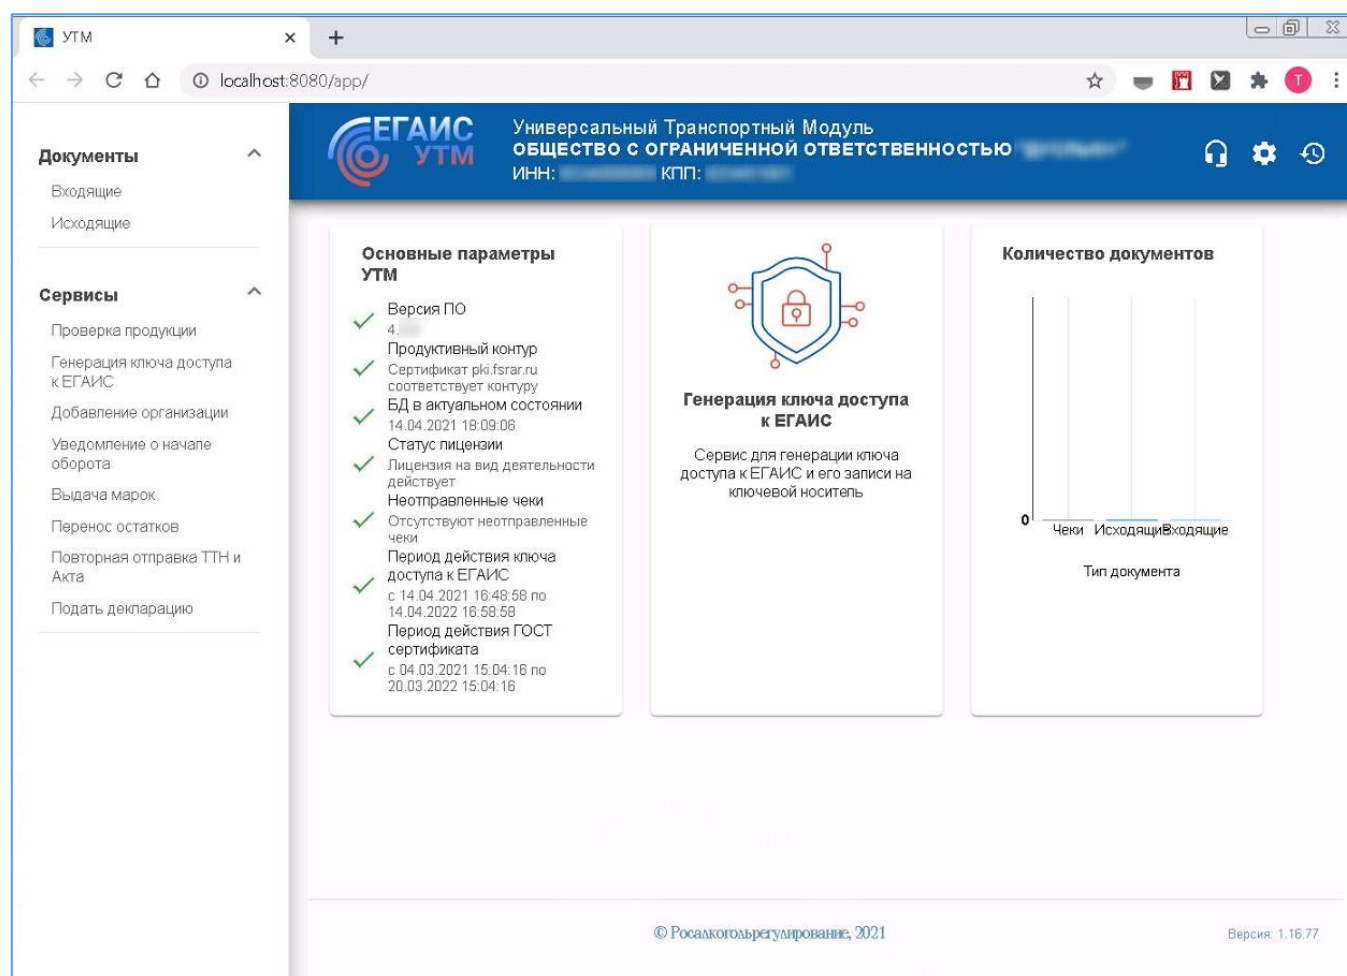 УТМ
localhost:8080/app/
T
Документы
Входящие
Исходящие
Сервисы
Проверка продукции
Генерация ключа доступа
к ЕГАИС
Добавление организации
Уведомление о начале
оборота
Выдача марок
Перенос остатков
Повторная отправка ТТН и
Акта
Подать декларацию
ЕГАИС
УТМ
Универсальный Транспортный Модуль
ОБЩЕСТВО С ОГРАНИЧЕННОЙ ОТВЕТСТВЕННОСТЬЮ
ИНН: КПП:
Основные параметры
УТМ
Версия ПО
4.
Продуктивный контур
Сертификат pki.fsrar.ru
соответствует контуру
БД в актуальном состоянии
14.04.2021 18:09:06
Статус лицензии
Лицензия на вид деятельности
действует
Неотправленные чеки
Отсутствуют неотправленные
чеки
Период действия ключа
доступа к ЕГАИС
с 14.04.2021 16:48:58 по
14.04.2022 16:58:58
Период действия ГОСТ
сертификата
с 04.03.2021 15:04:16 по
20.03.2022 15:04:16
Генерация ключа доступа
к ЕГАИС
Сервис для генерации ключа
доступа к ЕГАИС и его записи на
ключевой носитель
Количество документов
0
Чеки Исходящие Входящие
Тип документа
© Росалкогольрегулирование, 2021
Версия: 1.16.77